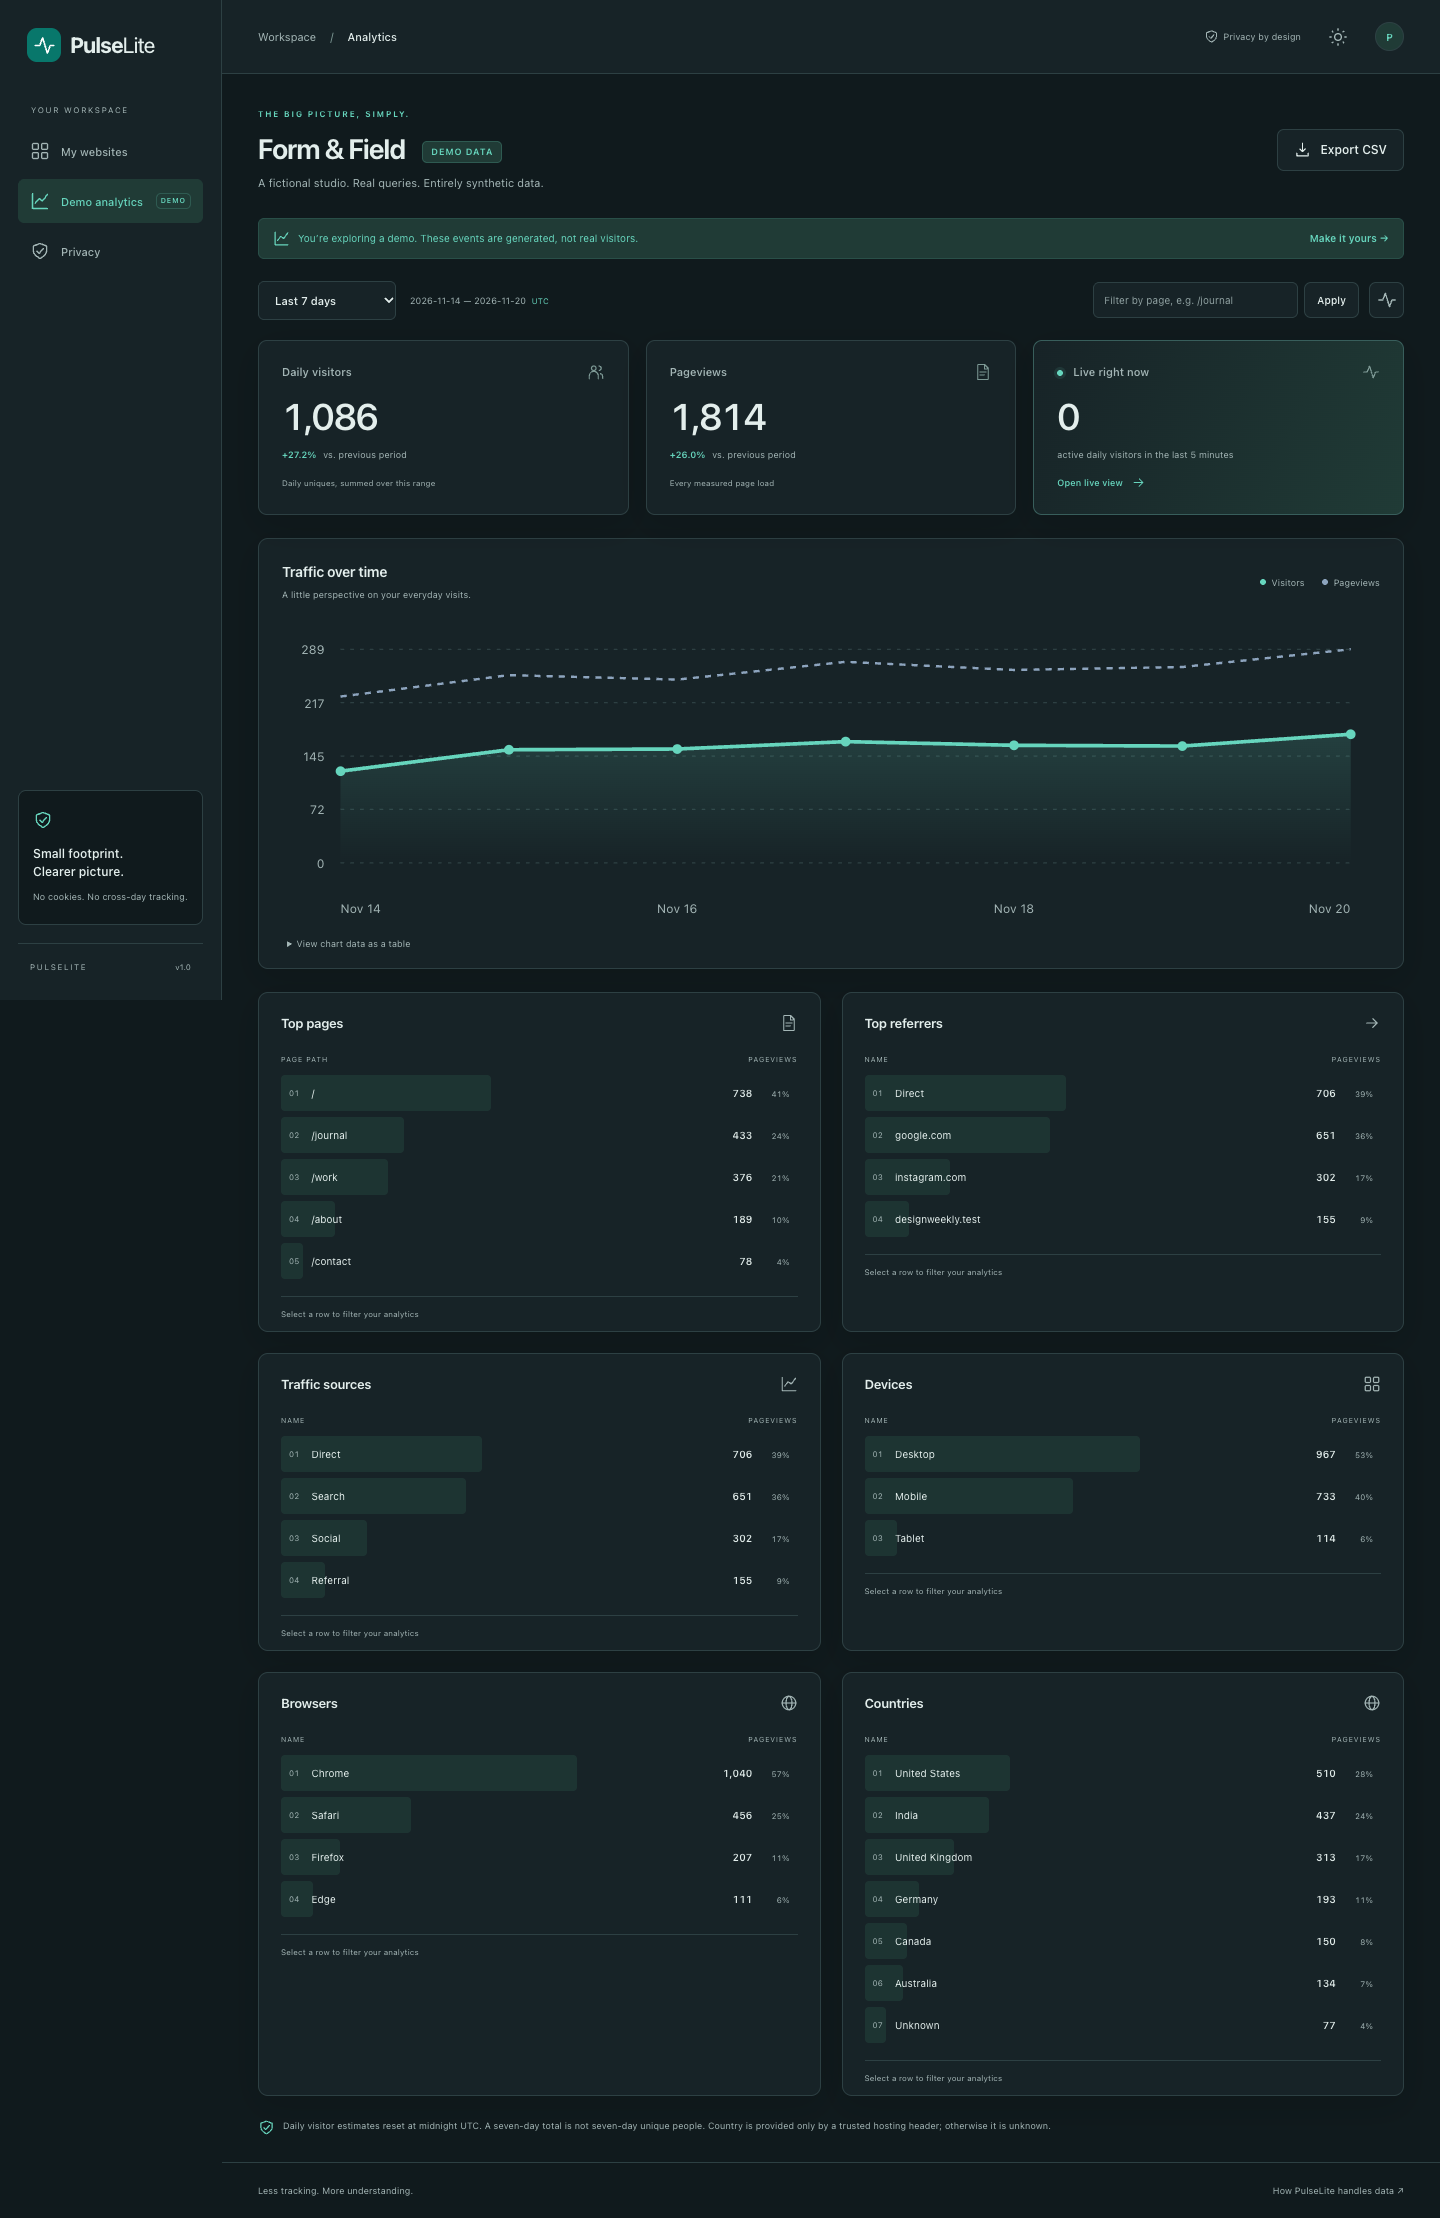 PulseLite
YOUR WORKSPACE
My websites
Demo analytics DEMO
Privacy
Small footprint.
Clearer picture.
No cookies. No cross-day tracking.
PULSELITE v1.0
Workspace / Analytics
Privacy by design
P
THE BIG PICTURE, SIMPLY.
Form & Field DEMO DATA
A fictional studio. Real queries. Entirely synthetic data.
Export CSV
You're exploring a demo. These events are generated, not real visitors.
Make it yours →
Last 7 days
2026-11-14 — 2026-11-20 UTC
Filter by page, e.g. /journal
Apply
Daily visitors
1,086
+27.2% vs. previous period
Daily uniques, summed over this range
Pageviews
1,814
+26.0% vs. previous period
Every measured page load
Live right now
0
active daily visitors in the last 5 minutes
Open live view →
Traffic over time
A little perspective on your everyday visits.
Visitors Pageviews
289
217
145
72
0
Nov 14 Nov 16 Nov 18 Nov 20
▶ View chart data as a table
Top pages
PAGE PATH PAGEVIEWS
01 / 738 41%
02 /journal 433 24%
03 /work 376 21%
04 /about 189 10%
05 /contact 78 4%
Select a row to filter your analytics
Top referrers
NAME PAGEVIEWS
01 Direct 706 39%
02 google.com 651 36%
03 instagram.com 302 17%
04 designweekly.test 155 9%
Select a row to filter your analytics
Traffic sources
NAME PAGEVIEWS
01 Direct 706 39%
02 Search 651 36%
03 Social 302 17%
04 Referral 155 9%
Select a row to filter your analytics
Devices
NAME PAGEVIEWS
01 Desktop 967 53%
02 Mobile 733 40%
03 Tablet 114 6%
Select a row to filter your analytics
Browsers
NAME PAGEVIEWS
01 Chrome 1,040 57%
02 Safari 456 25%
03 Firefox 207 11%
04 Edge 111 6%
Select a row to filter your analytics
Countries
NAME PAGEVIEWS
01 United States 510 28%
02 India 437 24%
03 United Kingdom 313 17%
04 Germany 193 11%
05 Canada 150 8%
06 Australia 134 7%
07 Unknown 77 4%
Select a row to filter your analytics
Daily visitor estimates reset at midnight UTC. A seven-day total is not seven-day unique people. Country is provided only by a trusted hosting header; otherwise it is unknown.
Less tracking. More understanding.
How PulseLite handles data ↗